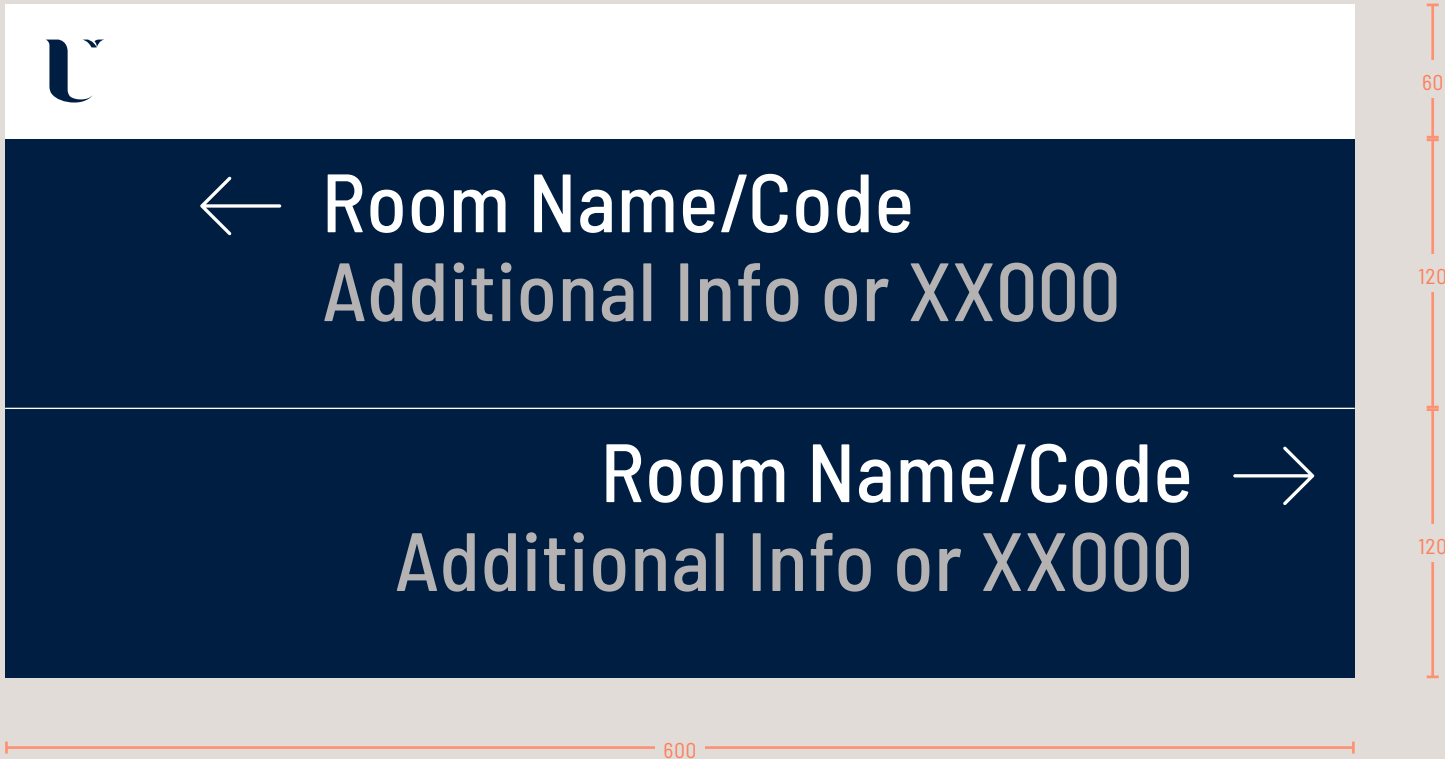 Room Name/Code
Additional Info or XX000
Room Name/Code
Additional Info or XX000
60
120
120
600